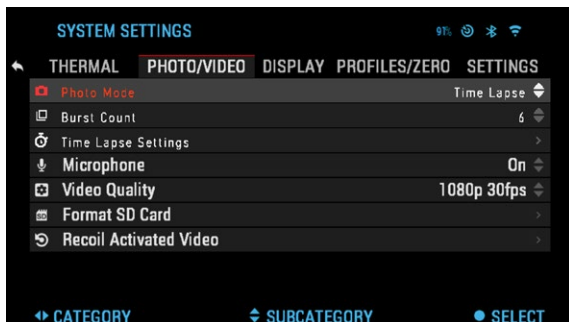 SYSTEM SETTINGS 91%
THERMAL PHOTO/VIDEO DISPLAY PROFILES/ZERO SETTINGS
Photo Mode Time Lapse
Burst Count 6
Time Lapse Settings
Microphone On
Video Quality 1080p 30fps
Format SD Card
Recoil Activated Video
CATEGORY SUBCATEGORY SELECT